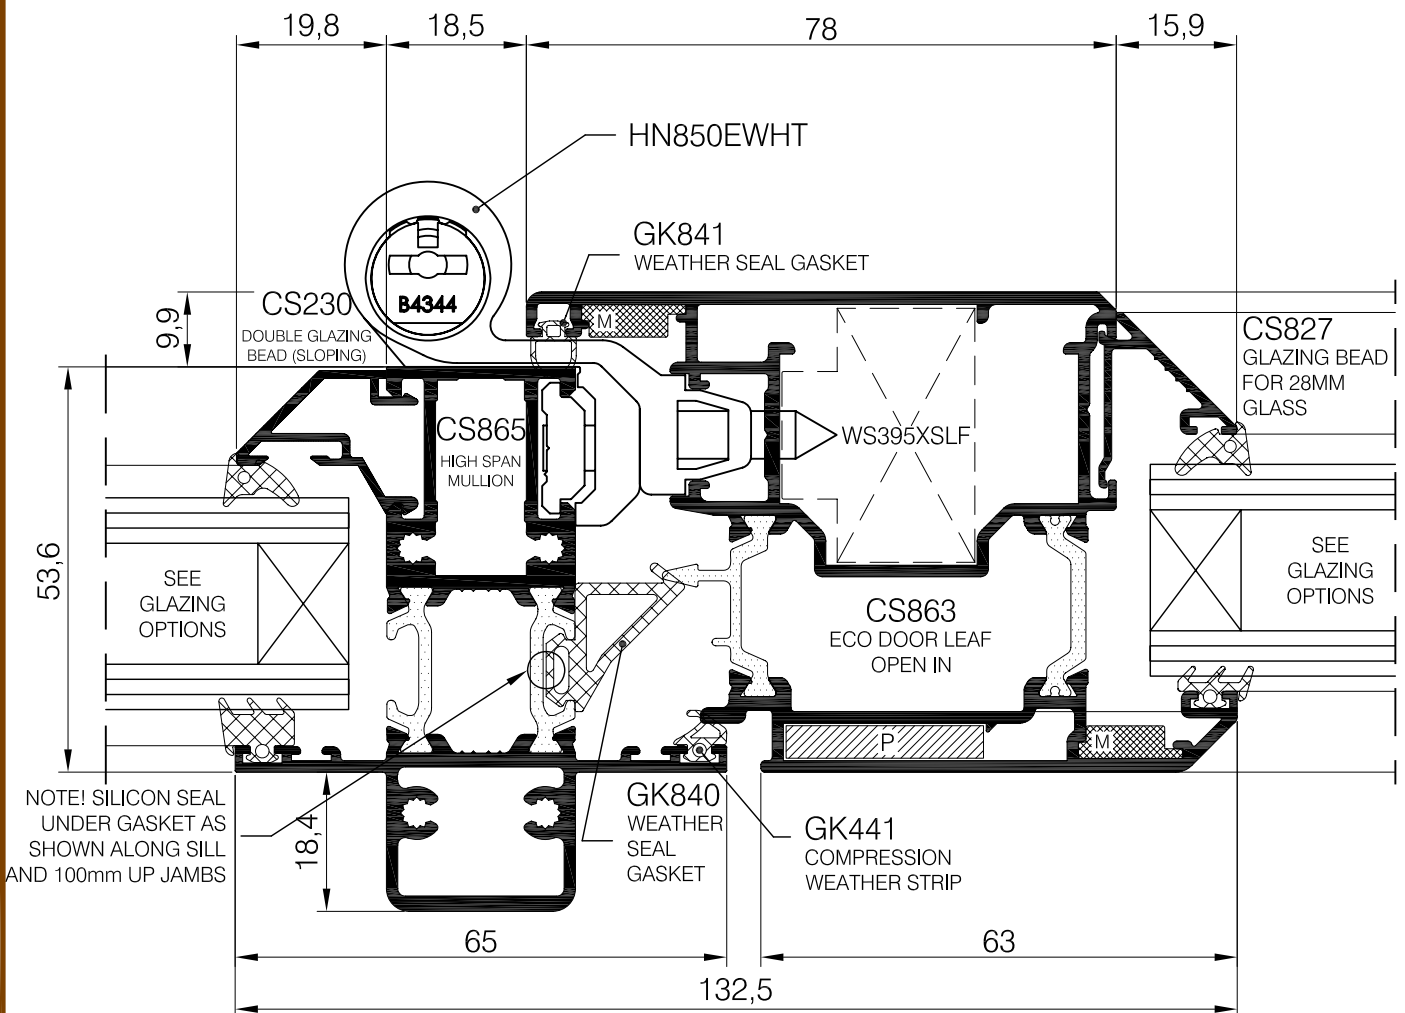 19,8
18,5
78
15,9
HN850EWHT
GK841
WEATHER SEAL GASKET
CS230
DOUBLE GLAZING
BEAD (SLOPING)
B4344
M
9,9
CS827
GLAZING BEAD
FOR 28MM
GLASS
CS865
HIGH SPAN
MULLION
WS395XSLF
53,6
SEE
GLAZING
OPTIONS
SEE
GLAZING
OPTIONS
CS863
ECO DOOR LEAF
OPEN IN
P
M
NOTE! SILICON SEAL
UNDER GASKET AS
SHOWN ALONG SILL
AND 100mm UP JAMBS
18,4
GK840
WEATHER
SEAL
GASKET
GK441
COMPRESSION
WEATHER STRIP
65
63
132,5